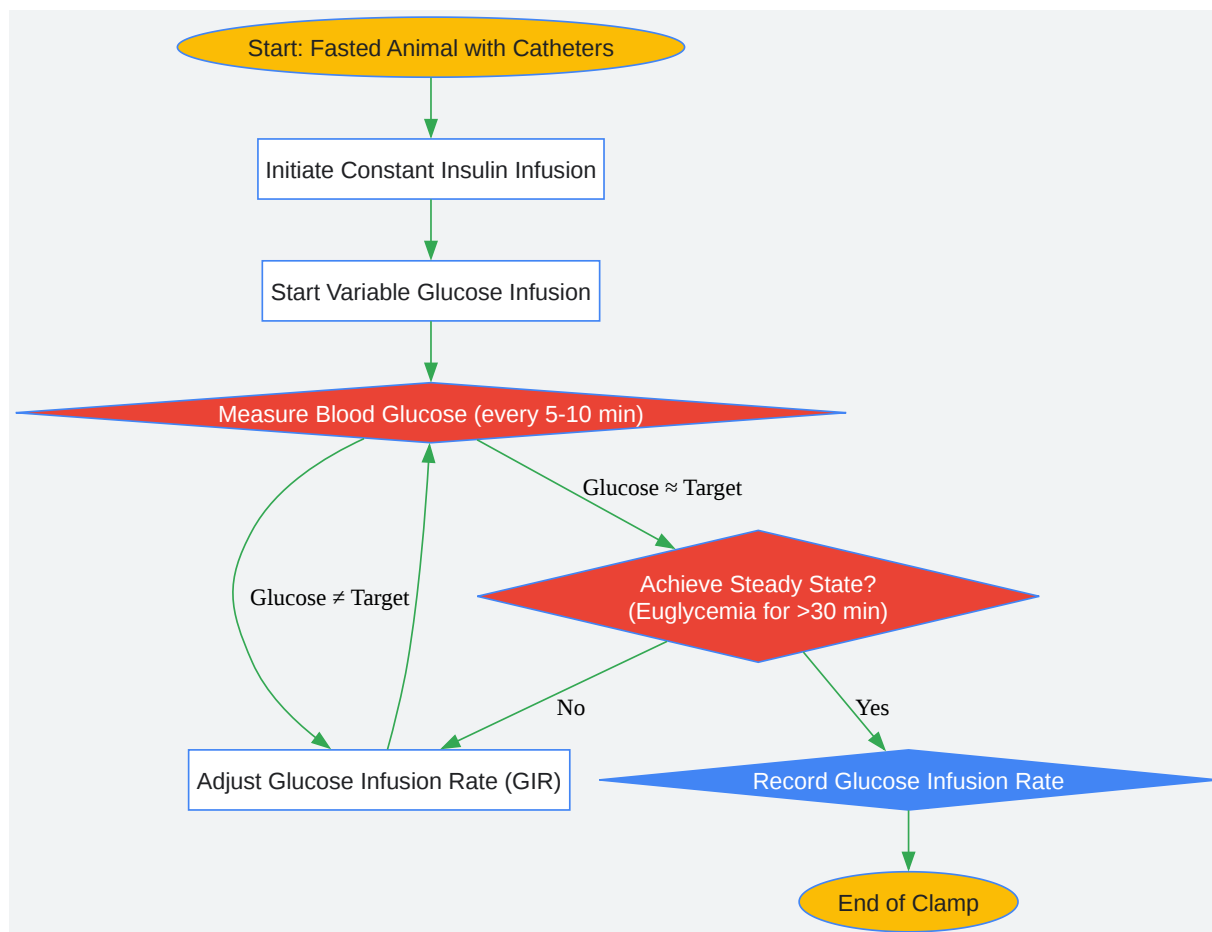 Start: Fasted Animal with Catheters
Initiate Constant Insulin Infusion
Start Variable Glucose Infusion
Measure Blood Glucose (every 5-10 min)
Glucose ≈ Target
Achieve Steady State?
(Euglycemia for >30 min)
Glucose ≠ Target
No
Yes
Adjust Glucose Infusion Rate (GIR)
Record Glucose Infusion Rate
End of Clamp